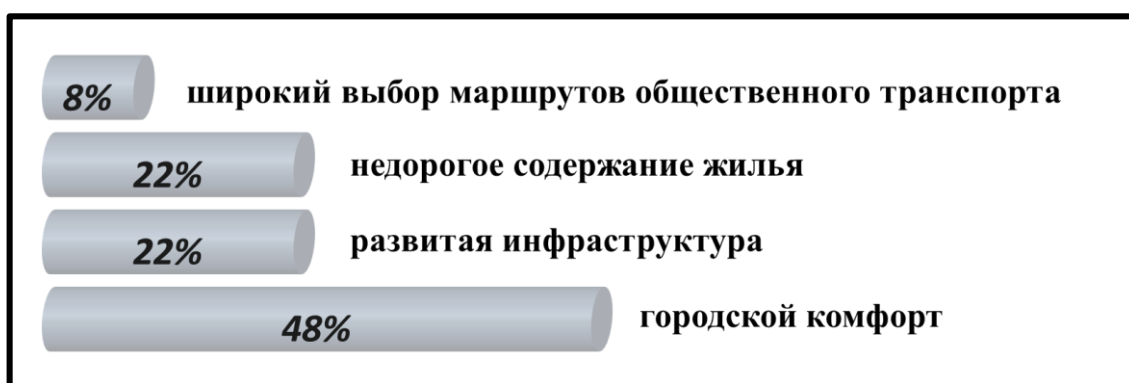 8% широкий выбор маршрутов общественного транспорта
22% недорогое содержание жилья
22% развитая инфраструктура
48% городской комфорт